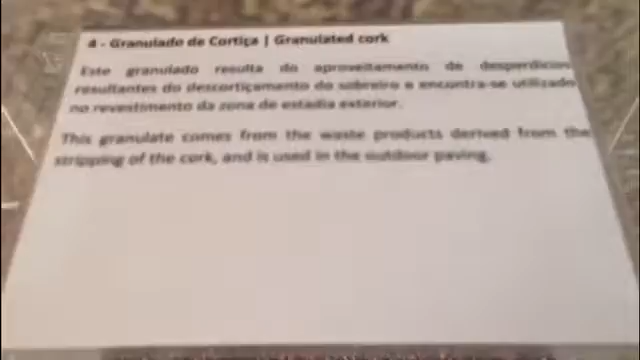 4 - Granulado de Cortiça | Granulated cork
Este granulado resulta do aproveitamento de desperdícios
resultantes do descortiçamento do sobreiro e encontra-se utilizado
no revestimento da zona de estadia exterior.
This granulate comes from the waste products derived from the
stripping of the cork, and is used in the outdoor paving.